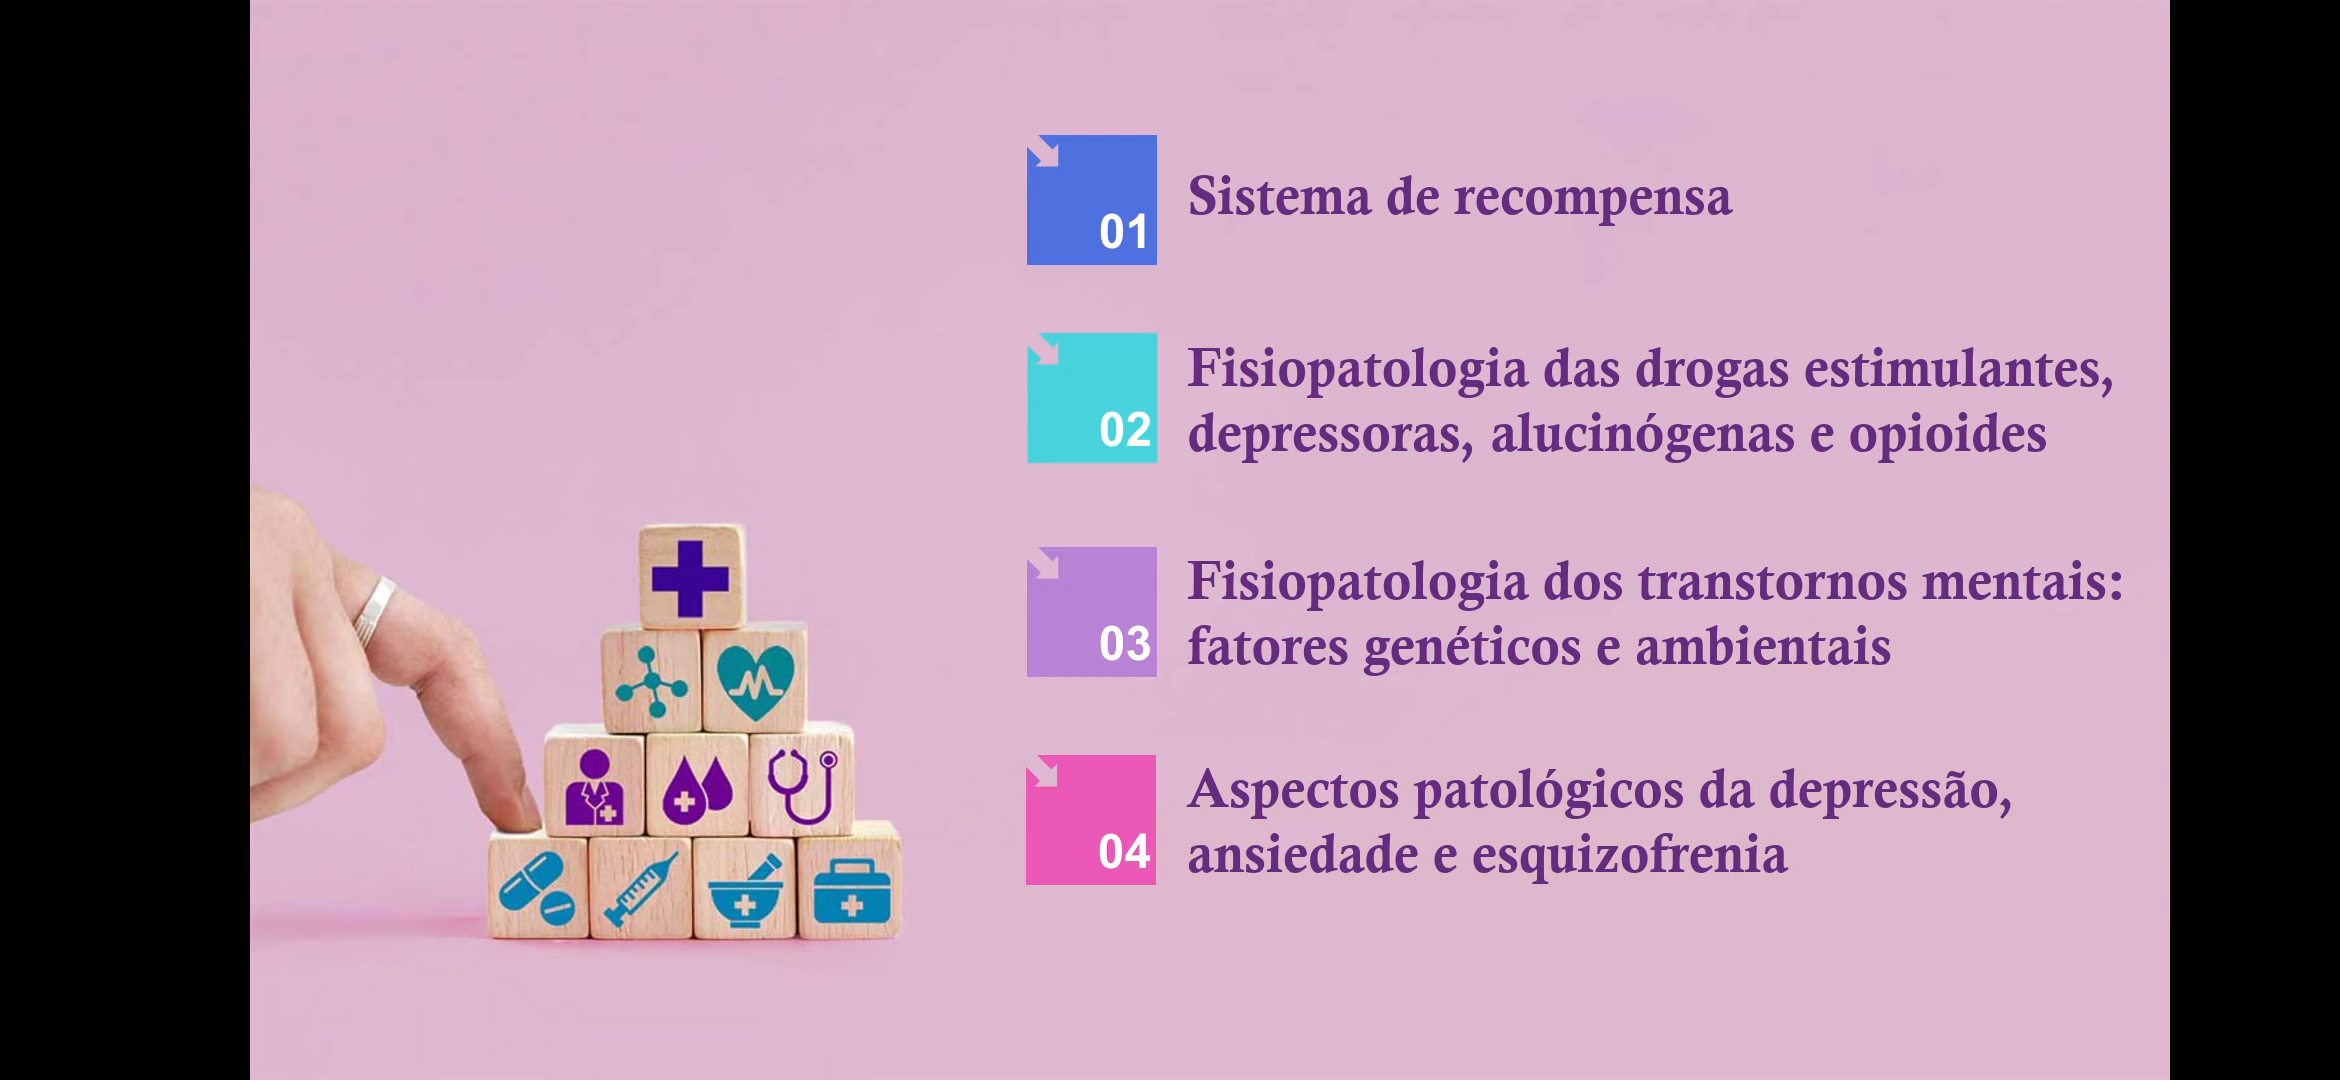 01
Sistema de recompensa
02
Fisiopatologia das drogas estimulantes,
depressoras, alucinógenas e opioides
03
Fisiopatologia dos transtornos mentais:
fatores genéticos e ambientais
04
Aspectos patológicos da depressão,
ansiedade e esquizofrenia